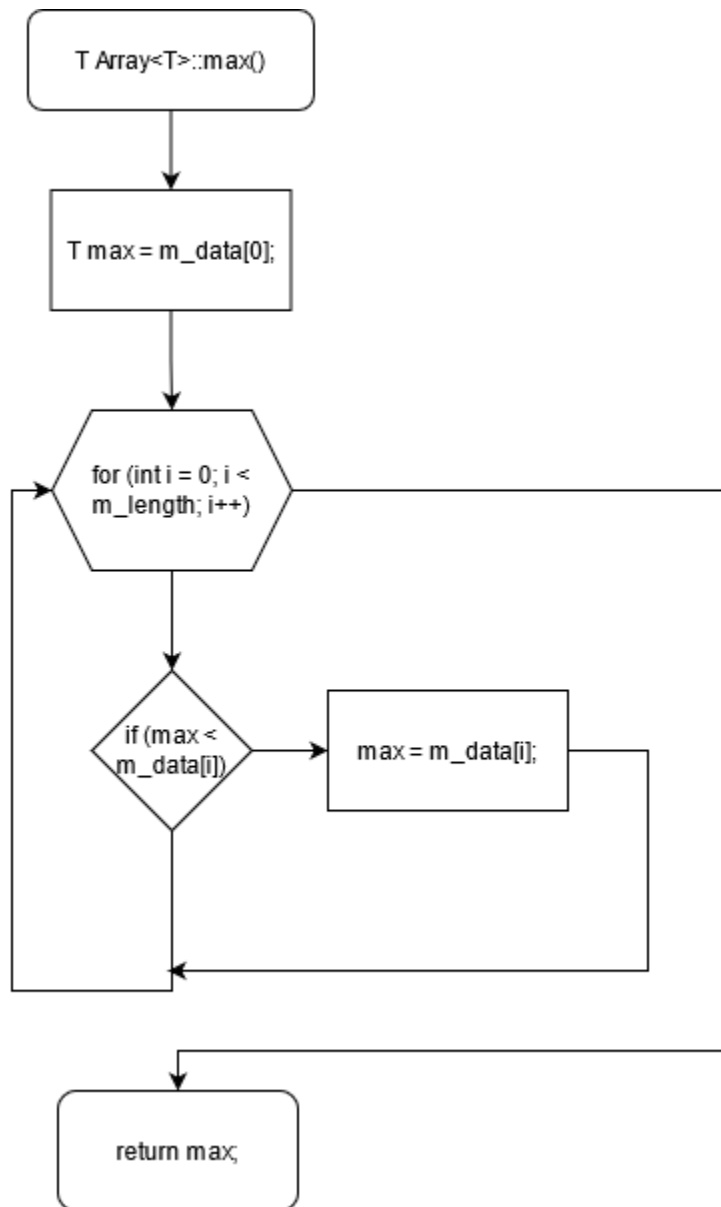 T Array<T>::max()
T max = m_data[0];
for (int i = 0; i <
m_length; i++)
if (max <
m_data[i])
max = m_data[i];
return max;